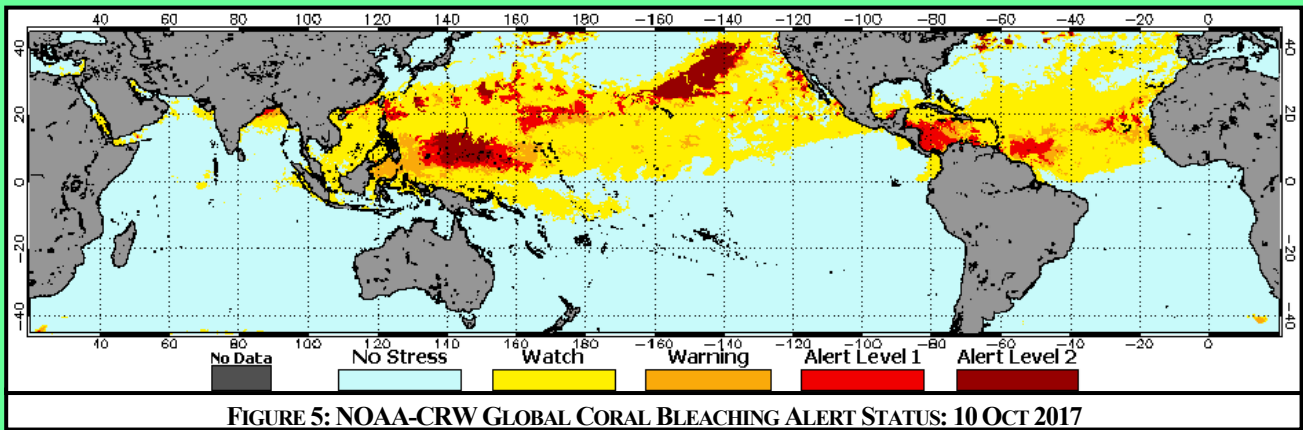 40 60 80 100 120 140 160 180 −160 −140 −120 −100 −80 −60 −40 −20 0
40 40
20 20
0 0
−20 −20
−40 −40
40 60 80 100 120 140 160 180 −160 −140 −120 −100 −80 −60 −40 −20 0
No Data No Stress Watch Warning Alert Level 1 Alert Level 2
FIGURE 5: NOAA-CRW GLOBAL CORAL BLEACHING ALERT STATUS: 10 OCT 2017